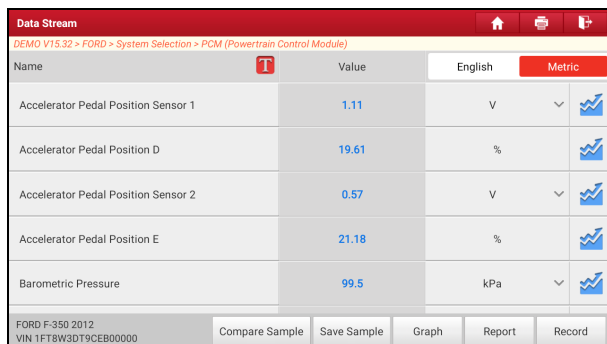 Data Stream
DEMO V15.32 > FORD > System Selection > PCM (Powertrain Control Module)
Name T Value English Metric
Accelerator Pedal Position Sensor 1 1.11 V
Accelerator Pedal Position D 19.61 %
Accelerator Pedal Position Sensor 2 0.57 V
Accelerator Pedal Position E 21.18 %
Barometric Pressure 99.5 kPa
FORD F-350 2012
VIN 1FT8W3DT9CEB00000
Compare Sample Save Sample Graph Report Record